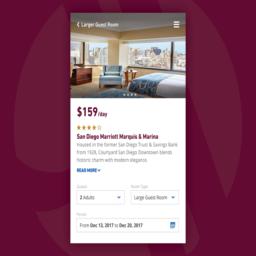 Larger Guest Room
$159/day
San Diego Marriott Marquis & Marina
Housed in the former San Diego Trust & Savings Bank
from 1928, Courtyard San Diego Downtown blends
historic charm with modern elegance.
READ MORE
Guest
Room Type
2 Adults
Large Guest Room
Period
From Dec 13, 2017 to Dec 20, 2017